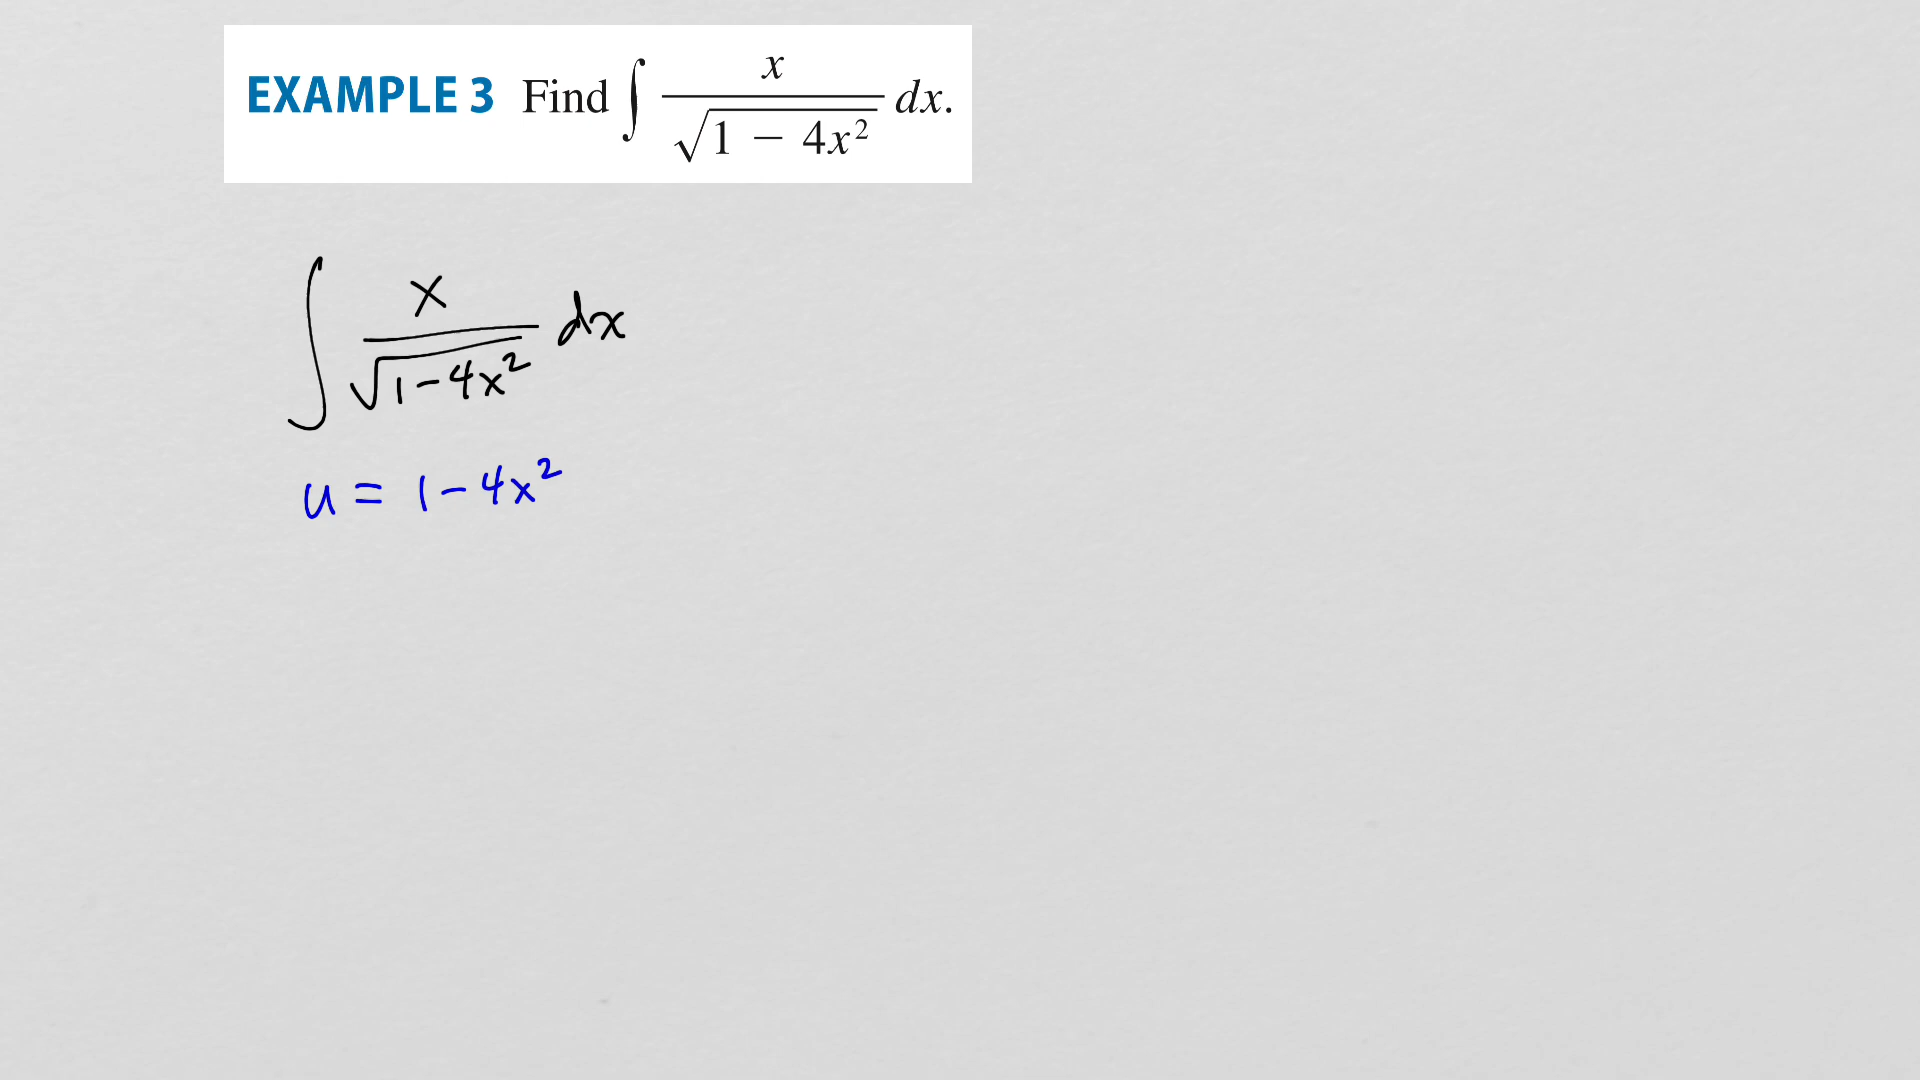 EXAMPLE 3 Find ∫ x / √(1 − 4x²) dx.
∫ x / √(1-4x²) dx
u = 1-4x²